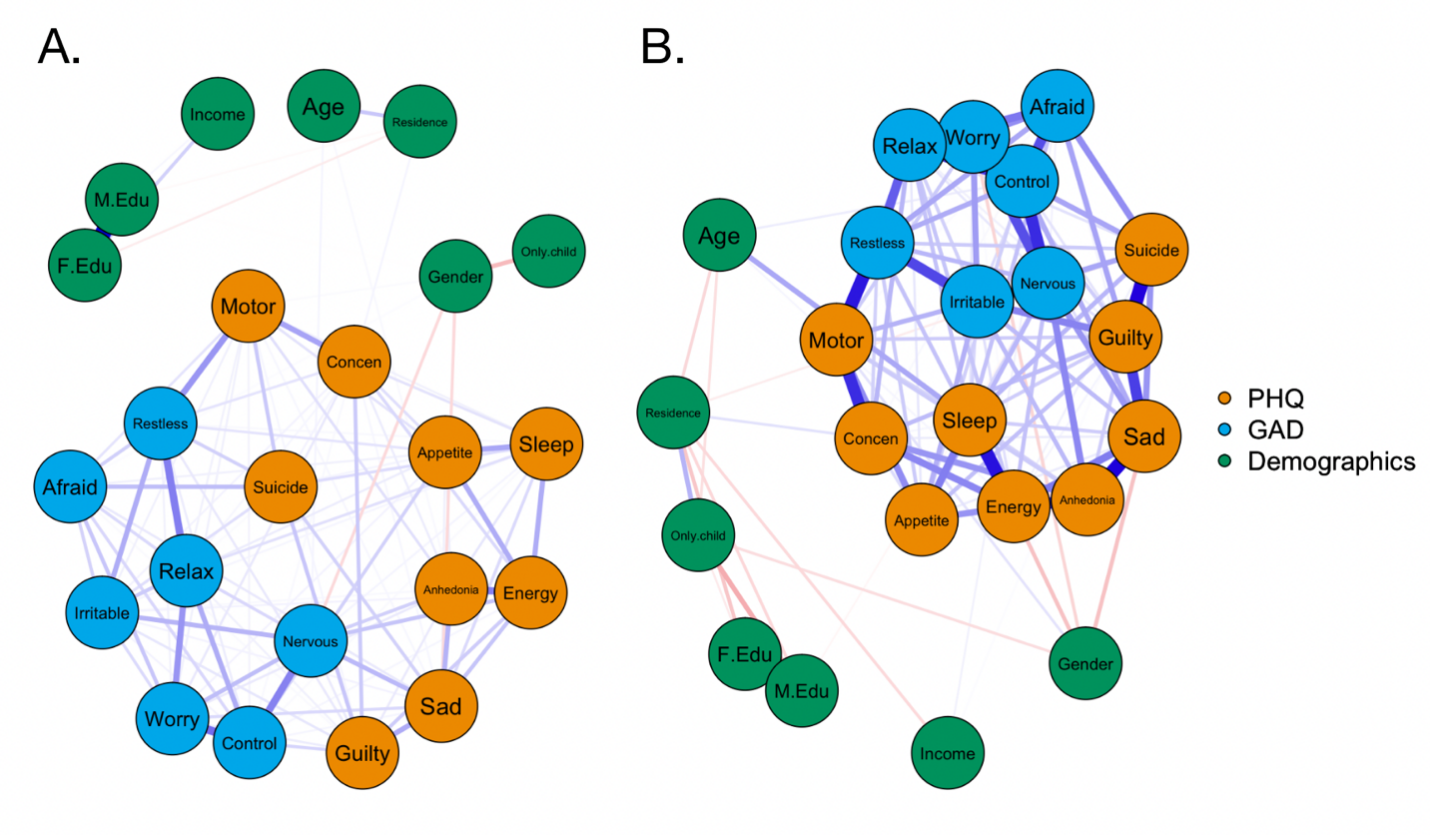 A.
Income
Age
Residence
M.Edu
F.Edu
Only.child
Gender
Motor
Concen
Restless
Appetite
Sleep
Afraid
Suicide
Relax
Anhedonia
Energy
Irritable
Nervous
Worry
Control
Sad
Guilty
B.
Afraid
Worry
Relax
Control
Age
Restless
Suicide
Nervous
Irritable
Motor
Guilty
Residence
Sleep
Concen
Sad
Anhedonia
Energy
Appetite
Only.child
F.Edu
M.Edu
Gender
Income
PHQ
GAD
Demographics